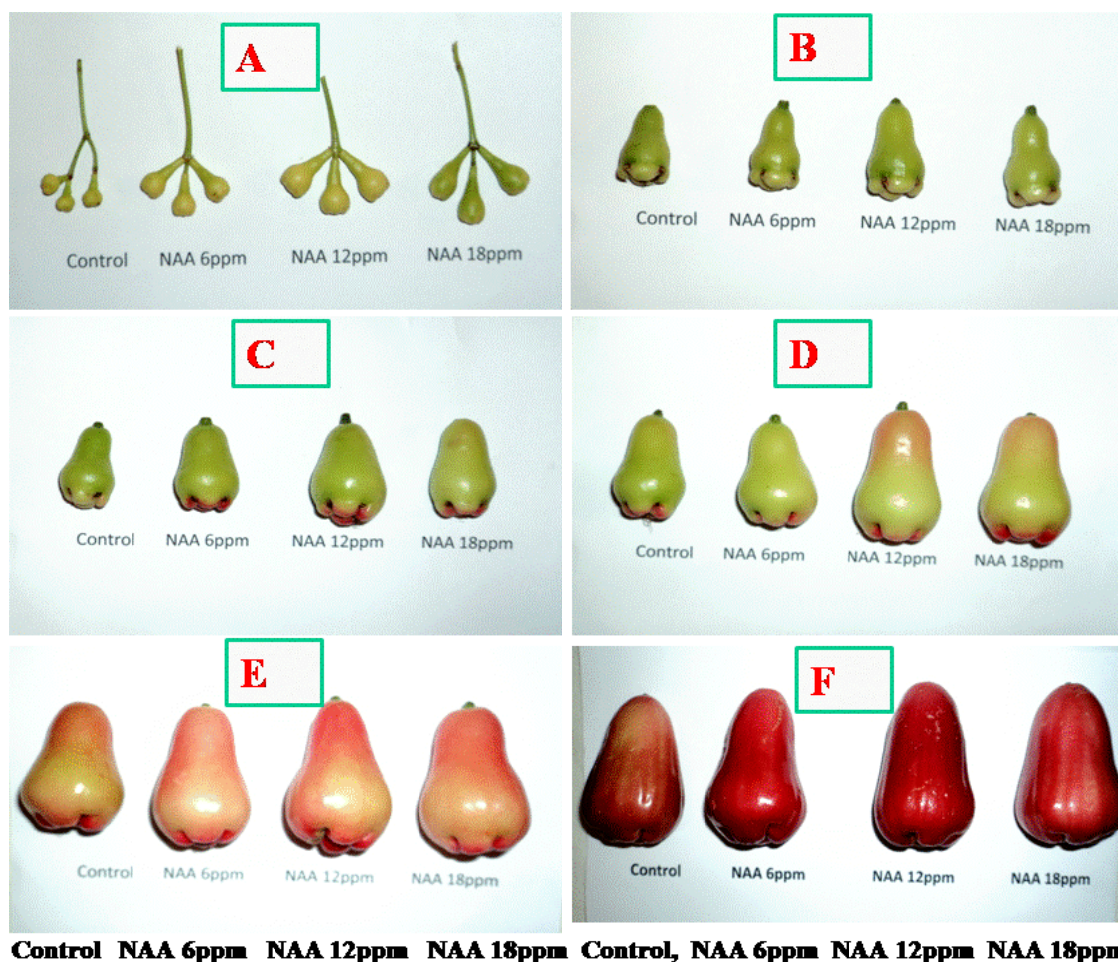 A
B
Control NAA 6ppm NAA 12ppm NAA 18ppm
Control NAA 6ppm NAA 12ppm NAA 18ppm
C
D
Control NAA 6ppm NAA 12ppm NAA 18ppm
Control NAA 6ppm NAA 12ppm NAA 18ppm
E
F
Control NAA 6ppm NAA 12ppm NAA 18ppm
Control NAA 6ppm NAA 12ppm NAA 18ppm
Control NAA 6ppm NAA 12ppm NAA 18ppm Control, NAA 6ppm NAA 12ppm NAA 18ppm